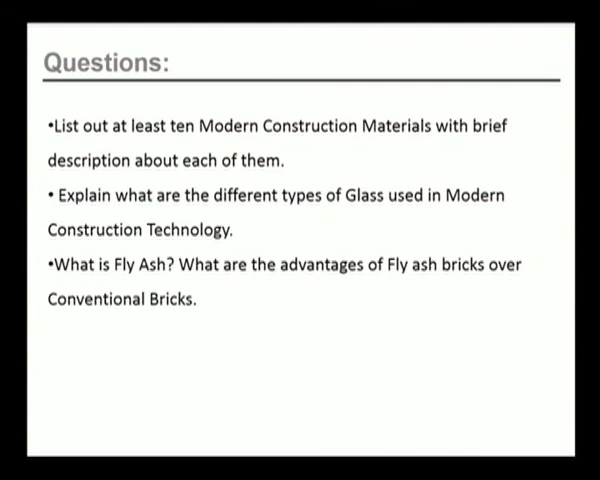 Questions:
•List out at least ten Modern Construction Materials with brief
description about each of them.
• Explain what are the different types of Glass used in Modern
Construction Technology.
•What is Fly Ash? What are the advantages of Fly ash bricks over
Conventional Bricks.